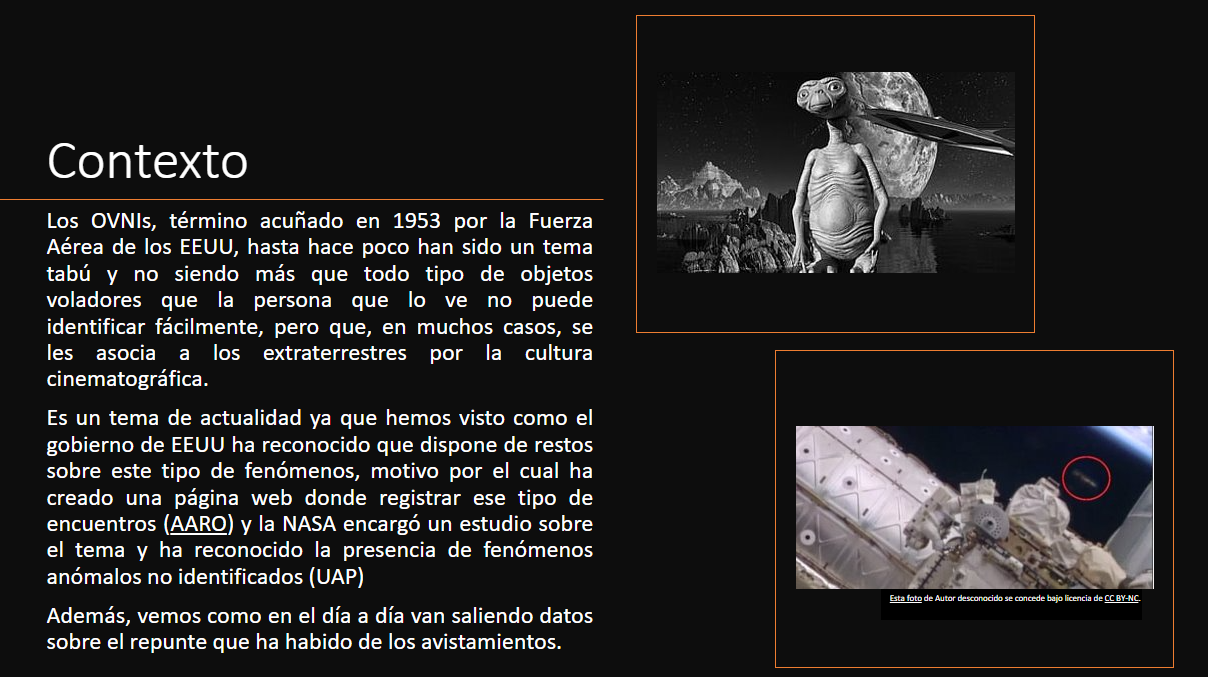 Contexto
Los OVNIs, término acuñado en 1953 por la Fuerza
Aérea de los EEUU, hasta hace poco han sido un tema
tabú y no siendo más que todo tipo de objetos
voladores que la persona que lo ve no puede
identificar fácilmente, pero que, en muchos casos, se
les asocia a los extraterrestres por la cultura
cinematográfica.
Es un tema de actualidad ya que hemos visto como el
gobierno de EEUU ha reconocido que dispone de restos
sobre este tipo de fenómenos, motivo por el cual ha
creado una página web donde registrar ese tipo de
encuentros (AARO) y la NASA encargó un estudio sobre
el tema y ha reconocido la presencia de fenómenos
anómalos no identificados (UAP)
Además, vemos como en el día a día van saliendo datos
sobre el repunte que ha habido de los avistamientos.
Esta foto de Autor desconocido se concede bajo licencia de CC BY-NC.